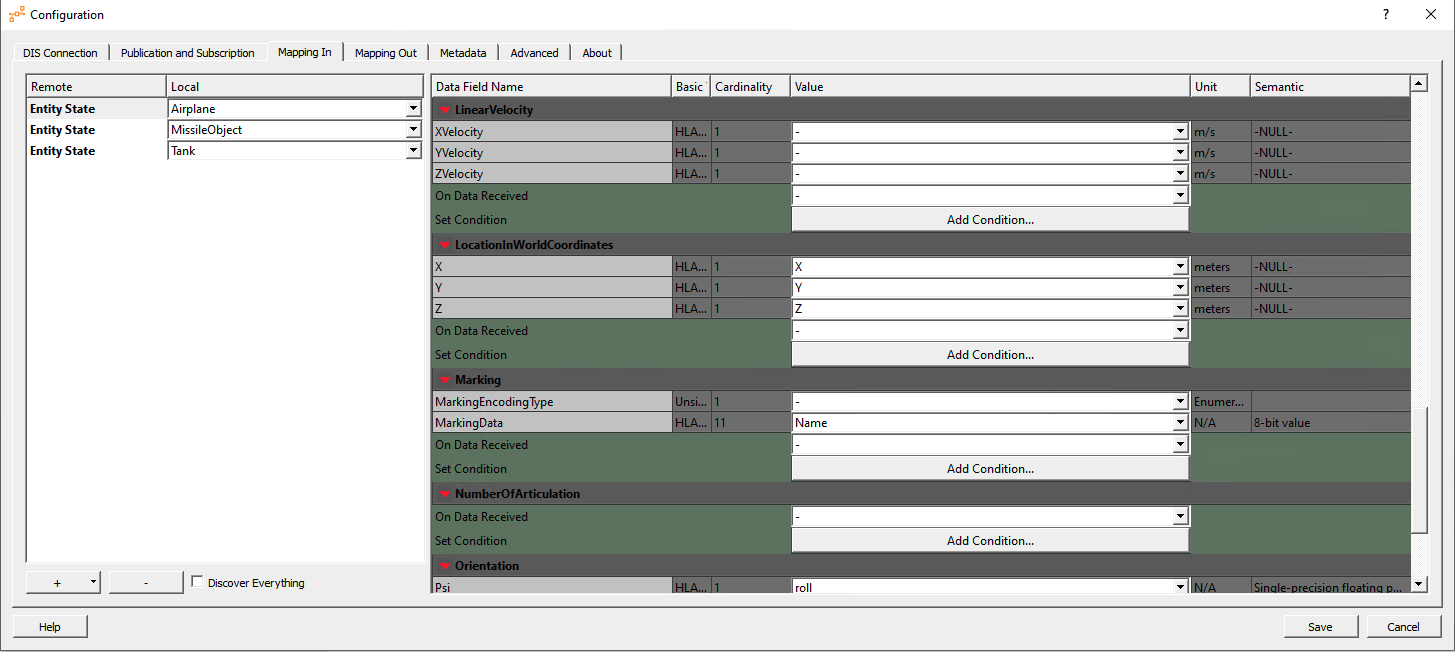 Configuration
?
DIS Connection Publication and Subscription Mapping In Mapping Out Metadata Advanced About
Remote Local
Entity State Airplane
Entity State MissileObject
Entity State Tank
+ - Discover Everything
Data Field Name Basic Cardinality Value Unit Semantic
LinearVelocity
XVelocity HLA... 1 - m/s -NULL-
YVelocity HLA... 1 - m/s -NULL-
ZVelocity HLA... 1 - m/s -NULL-
On Data Received -
Set Condition Add Condition...
LocationInWorldCoordinates
X HLA... 1 X meters -NULL-
Y HLA... 1 Y meters -NULL-
Z HLA... 1 Z meters -NULL-
On Data Received -
Set Condition Add Condition...
Marking
MarkingEncodingType Unsi... 1 - Enumer...
MarkingData HLA... 11 Name N/A 8-bit value
On Data Received -
Set Condition Add Condition...
NumberOfArticulation
On Data Received -
Set Condition Add Condition...
Orientation
Psi HLA... 1 roll N/A Single-precision floating p...
Help Save Cancel